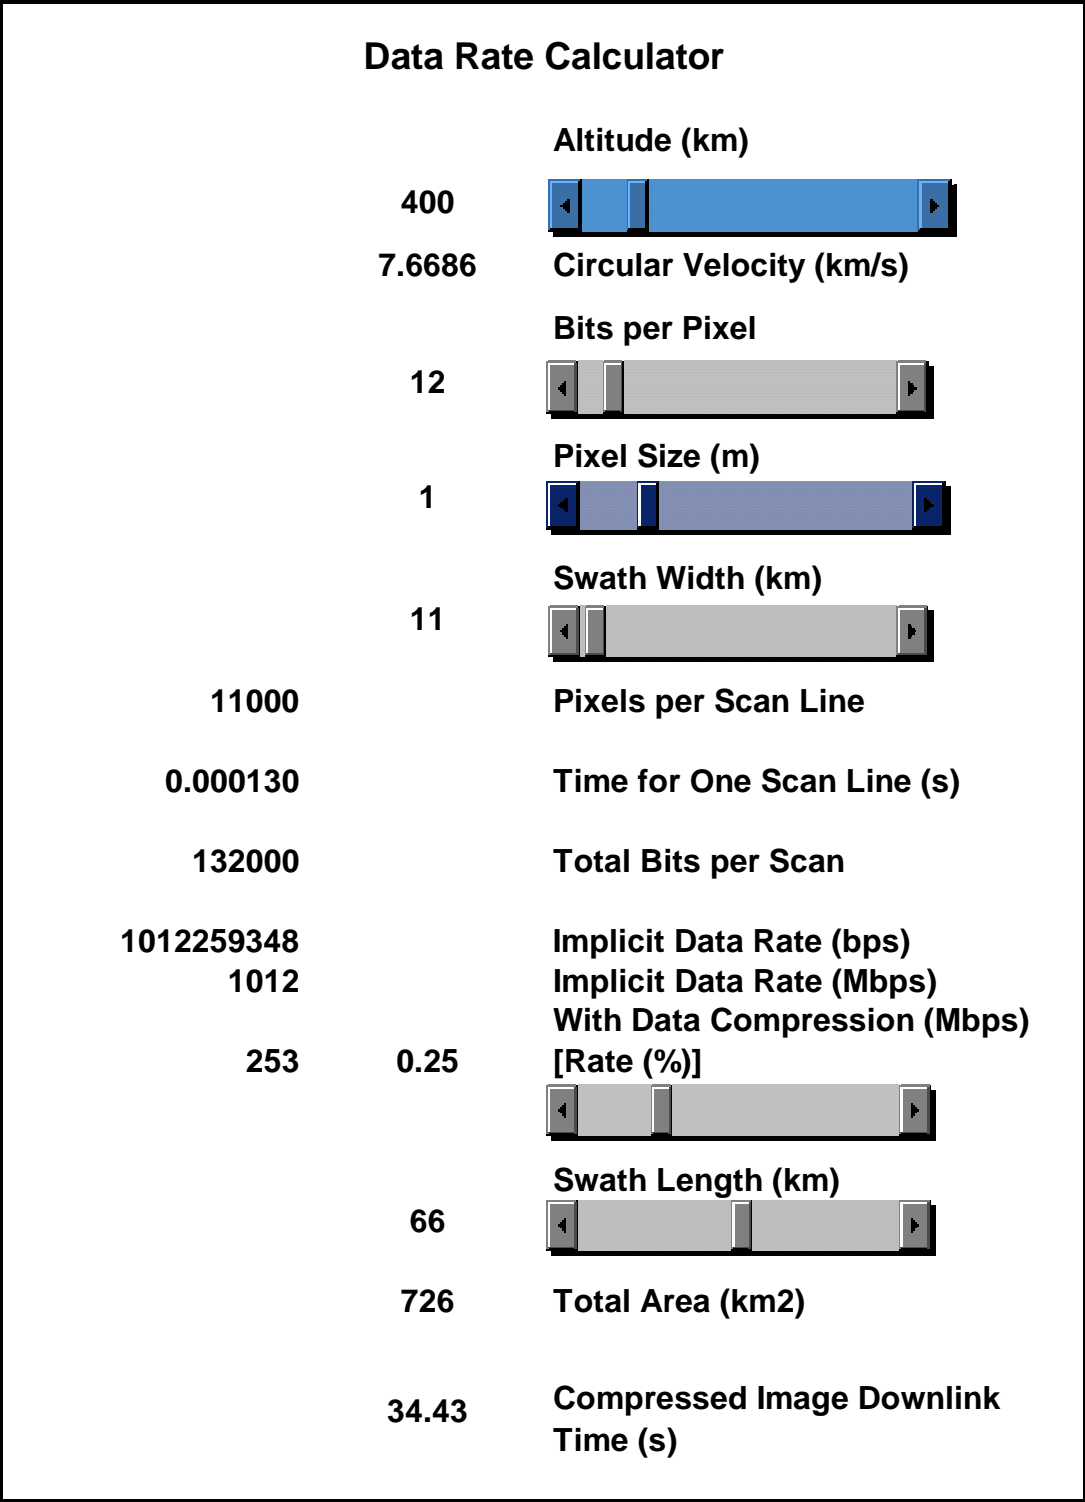 Data Rate Calculator
Altitude (km)
400
7.6686 Circular Velocity (km/s)
Bits per Pixel
12
Pixel Size (m)
1
Swath Width (km)
11
11000 Pixels per Scan Line
0.000130 Time for One Scan Line (s)
132000 Total Bits per Scan
1012259348 Implicit Data Rate (bps)
1012 Implicit Data Rate (Mbps)
With Data Compression (Mbps)
253 0.25 [Rate (%)]
Swath Length (km)
66
726 Total Area (km2)
34.43 Compressed Image Downlink
Time (s)